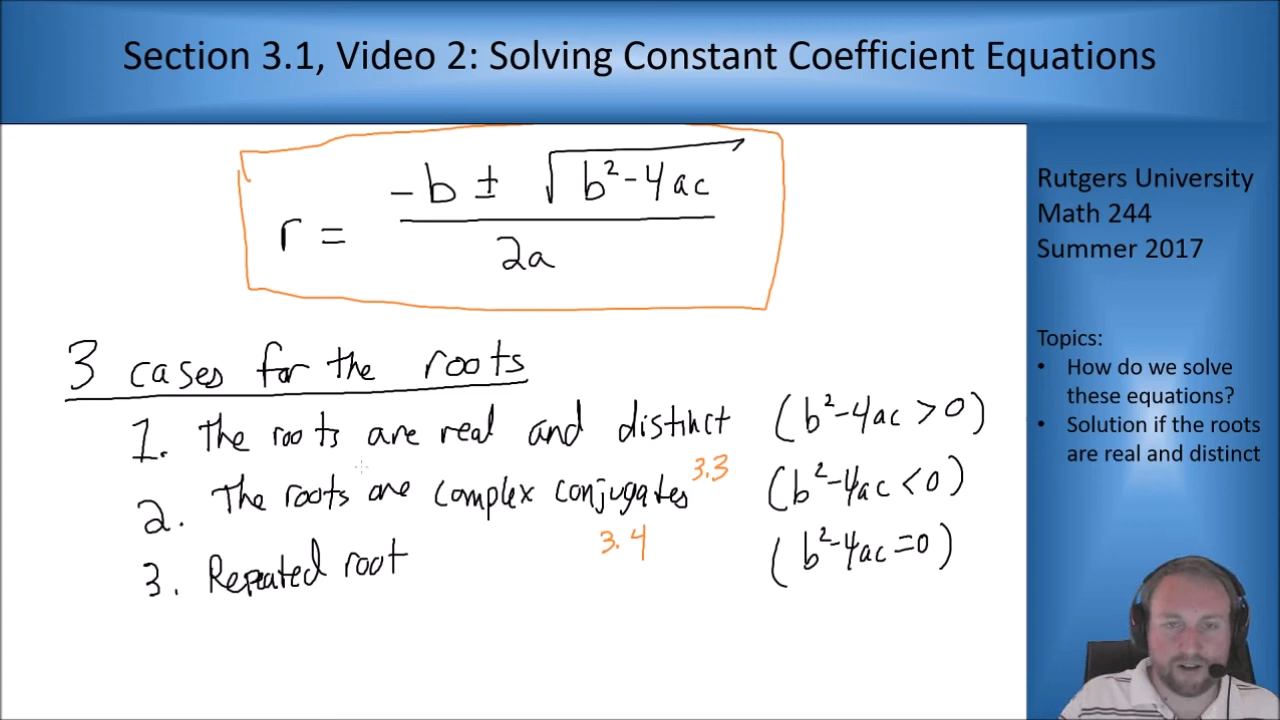 Section 3.1, Video 2: Solving Constant Coefficient Equations
r = (-b ± √(b²-4ac)) / 2a
3 cases for the roots
1. The roots are real and distinct (b²-4ac > 0)
2. The roots are complex conjugates 3.3 (b²-4ac < 0)
3. Repeated root 3.4 (b²-4ac = 0)
Rutgers University
Math 244
Summer 2017
Topics:
• How do we solve
these equations?
• Solution if the roots
are real and distinct